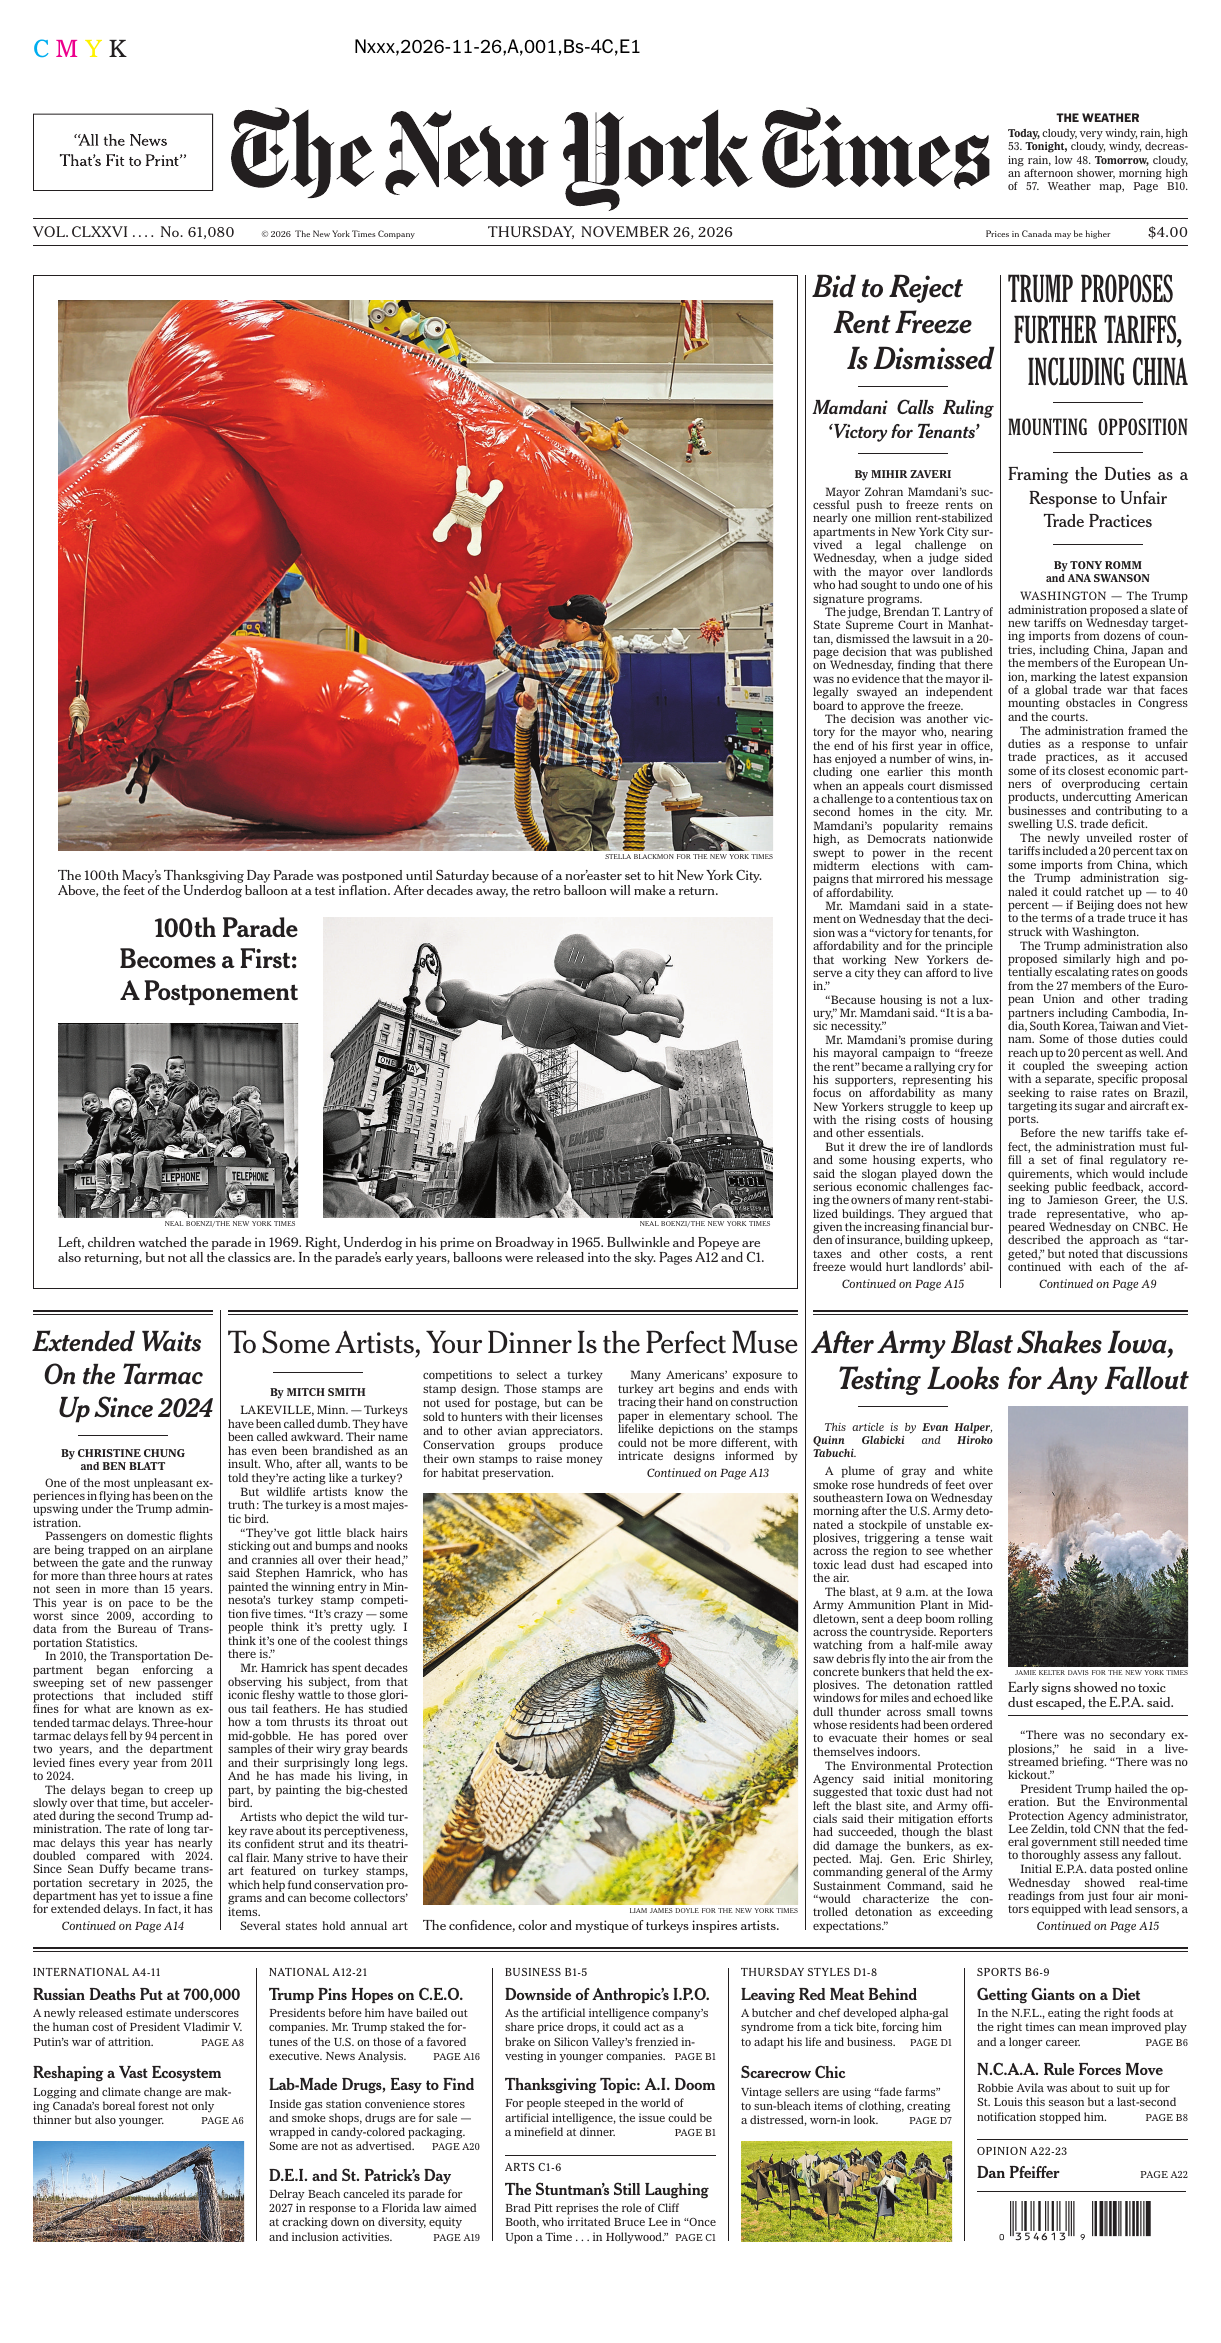 C M Y K
Nxxx,2026-11-26,A,001,Bs-4C,E1
“All the News
That’s Fit to Print”
The New York Times
THE WEATHER
Today, cloudy, very windy, rain, high
53. Tonight, cloudy, windy, decreas-
ing rain, low 48. Tomorrow, cloudy,
an afternoon shower, morning high
of 57. Weather map, Page B10.
VOL. CLXXVI .... No. 61,080
© 2026 The New York Times Company
THURSDAY, NOVEMBER 26, 2026
Prices in Canada may be higher
$4.00
STELLA BLACKMON FOR THE NEW YORK TIMES
The 100th Macy’s Thanksgiving Day Parade was postponed until Saturday because of a nor’easter set to hit New York City.
Above, the feet of the Underdog balloon at a test inflation. After decades away, the retro balloon will make a return.
100th Parade
Becomes a First:
A Postponement
TELEPHONE
TELEPHONE
NEAL BOENZI/THE NEW YORK TIMES
ONE WAY
EMPIRE
COOL
Season
NEAL BOENZI/THE NEW YORK TIMES
Left, children watched the parade in 1969. Right, Underdog in his prime on Broadway in 1965. Bullwinkle and Popeye are
also returning, but not all the classics are. In the parade’s early years, balloons were released into the sky. Pages A12 and C1.
Bid to Reject
Rent Freeze
Is Dismissed
Mamdani Calls Ruling
‘Victory for Tenants’
By MIHIR ZAVERI
Mayor Zohran Mamdani’s suc-
cessful push to freeze rents on
nearly one million rent-stabilized
apartments in New York City sur-
vived a legal challenge on
Wednesday, when a judge sided
with the mayor over landlords
who had sought to undo one of his
signature programs.
The judge, Brendan T. Lantry of
State Supreme Court in Manhat-
tan, dismissed the lawsuit in a 20-
page decision that was published
on Wednesday, finding that there
was no evidence that the mayor il-
legally swayed an independent
board to approve the freeze.
The decision was another vic-
tory for the mayor who, nearing
the end of his first year in office,
has enjoyed a number of wins, in-
cluding one earlier this month
when an appeals court dismissed
a challenge to a contentious tax on
second homes in the city. Mr.
Mamdani’s popularity remains
high, as Democrats nationwide
swept to power in the recent
midterm elections with cam-
paigns that mirrored his message
of affordability.
Mr. Mamdani said in a state-
ment on Wednesday that the deci-
sion was a “victory for tenants, for
affordability and for the principle
that working New Yorkers de-
serve a city they can afford to live
in.”
“Because housing is not a lux-
ury,” Mr. Mamdani said. “It is a ba-
sic necessity.”
Mr. Mamdani’s promise during
his mayoral campaign to “freeze
the rent” became a rallying cry for
his supporters, representing his
focus on affordability as many
New Yorkers struggle to keep up
with the rising costs of housing
and other essentials.
But it drew the ire of landlords
and some housing experts, who
said the slogan played down the
serious economic challenges fac-
ing the owners of many rent-stabi-
lized buildings. They argued that
given the increasing financial bur-
den of insurance, building upkeep,
taxes and other costs, a rent
freeze would hurt landlords’ abil-
Continued on Page A15
TRUMP PROPOSES
FURTHER TARIFFS,
INCLUDING CHINA
MOUNTING OPPOSITION
Framing the Duties as a
Response to Unfair
Trade Practices
By TONY ROMM
and ANA SWANSON
WASHINGTON — The Trump
administration proposed a slate of
new tariffs on Wednesday target-
ing imports from dozens of coun-
tries, including China, Japan and
the members of the European Un-
ion, marking the latest expansion
of a global trade war that faces
mounting obstacles in Congress
and the courts.
The administration framed the
duties as a response to unfair
trade practices, as it accused
some of its closest economic part-
ners of overproducing certain
products, undercutting American
businesses and contributing to a
swelling U.S. trade deficit.
The newly unveiled roster of
tariffs included a 20 percent tax on
some imports from China, which
the Trump administration sig-
naled it could ratchet up — to 40
percent — if Beijing does not hew
to the terms of a trade truce it has
struck with Washington.
The Trump administration also
proposed similarly high and po-
tentially escalating rates on goods
from the 27 members of the Euro-
pean Union and other trading
partners including Cambodia, In-
dia, South Korea, Taiwan and Viet-
nam. Some of those duties could
reach up to 20 percent as well. And
it coupled the sweeping action
with a separate, specific proposal
seeking to raise rates on Brazil,
targeting its sugar and aircraft ex-
ports.
Before the new tariffs take ef-
fect, the administration must ful-
fill a set of final regulatory re-
quirements, which would include
seeking public feedback, accord-
ing to Jamieson Greer, the U.S.
trade representative, who ap-
peared Wednesday on CNBC. He
described the approach as “tar-
geted,” but noted that discussions
continued with each of the af-
Continued on Page A9
Extended Waits
On the Tarmac
Up Since 2024
By CHRISTINE CHUNG
and BEN BLATT
One of the most unpleasant ex-
periences in flying has been on the
upswing under the Trump admin-
istration.
Passengers on domestic flights
are being trapped on an airplane
between the gate and the runway
for more than three hours at rates
not seen in more than 15 years.
This year is on pace to be the
worst since 2009, according to
data from the Bureau of Trans-
portation Statistics.
In 2010, the Transportation De-
partment began enforcing a
sweeping set of new passenger
protections that included stiff
fines for what are known as ex-
tended tarmac delays. Three-hour
tarmac delays fell by 94 percent in
two years, and the department
levied fines every year from 2011
to 2024.
The delays began to creep up
slowly over that time, but acceler-
ated during the second Trump ad-
ministration. The rate of long tar-
mac delays this year has nearly
doubled compared with 2024.
Since Sean Duffy became trans-
portation secretary in 2025, the
department has yet to issue a fine
for extended delays. In fact, it has
Continued on Page A14
To Some Artists, Your Dinner Is the Perfect Muse
By MITCH SMITH
LAKEVILLE, Minn. — Turkeys
have been called dumb. They have
been called awkward. Their name
has even been brandished as an
insult. Who, after all, wants to be
told they’re acting like a turkey?
But wildlife artists know the
truth: The turkey is a most majes-
tic bird.
“They’ve got little black hairs
sticking out and bumps and nooks
and crannies all over their head,”
said Stephen Hamrick, who has
painted the winning entry in Min-
nesota’s turkey stamp competi-
tion five times. “It’s crazy — some
people think it’s pretty ugly. I
think it’s one of the coolest things
there is.”
Mr. Hamrick has spent decades
observing his subject, from that
iconic fleshy wattle to those glori-
ous tail feathers. He has studied
how a tom thrusts its throat out
mid-gobble. He has pored over
samples of their wiry gray beards
and their surprisingly long legs.
And he has made his living, in
part, by painting the big-chested
bird.
Artists who depict the wild tur-
key rave about its perceptiveness,
its confident strut and its theatri-
cal flair. Many strive to have their
art featured on turkey stamps,
which help fund conservation pro-
grams and can become collectors’
items.
Several states hold annual art
competitions to select a turkey
stamp design. Those stamps are
not used for postage, but can be
sold to hunters with their licenses
and to other avian appreciators.
Conservation groups produce
their own stamps to raise money
for habitat preservation.
Many Americans’ exposure to
turkey art begins and ends with
tracing their hand on construction
paper in elementary school. The
lifelike depictions on the stamps
could not be more different, with
intricate designs informed by
Continued on Page A13
LIAM JAMES DOYLE FOR THE NEW YORK TIMES
The confidence, color and mystique of turkeys inspires artists.
After Army Blast Shakes Iowa,
Testing Looks for Any Fallout
This article is by Evan Halper,
Quinn Glabicki and Hiroko
Tabuchi.
A plume of gray and white
smoke rose hundreds of feet over
southeastern Iowa on Wednesday
morning after the U.S. Army deto-
nated a stockpile of unstable ex-
plosives, triggering a tense wait
across the region to see whether
toxic lead dust had escaped into
the air.
The blast, at 9 a.m. at the Iowa
Army Ammunition Plant in Mid-
dletown, sent a deep boom rolling
across the countryside. Reporters
watching from a half-mile away
saw debris fly into the air from the
concrete bunkers that held the ex-
plosives. The detonation rattled
windows for miles and echoed like
dull thunder across small towns
whose residents had been ordered
to evacuate their homes or seal
themselves indoors.
The Environmental Protection
Agency said initial monitoring
suggested that toxic dust had not
left the blast site, and Army offi-
cials said their mitigation efforts
had succeeded, though the blast
did damage the bunkers, as ex-
pected. Maj. Gen. Eric Shirley,
commanding general of the Army
Sustainment Command, said he
“would characterize the con-
trolled detonation as exceeding
expectations.”
JAMIE KELTER DAVIS FOR THE NEW YORK TIMES
Early signs showed no toxic
dust escaped, the E.P.A. said.
“There was no secondary ex-
plosions,” he said in a live-
streamed briefing. “There was no
kickout.”
President Trump hailed the op-
eration. But the Environmental
Protection Agency administrator,
Lee Zeldin, told CNN that the fed-
eral government still needed time
to thoroughly assess any fallout.
Initial E.P.A. data posted online
Wednesday showed real-time
readings from just four air moni-
tors equipped with lead sensors, a
Continued on Page A15
INTERNATIONAL A4-11
Russian Deaths Put at 700,000
A newly released estimate underscores
the human cost of President Vladimir V.
Putin’s war of attrition. PAGE A8
Reshaping a Vast Ecosystem
Logging and climate change are mak-
ing Canada’s boreal forest not only
thinner but also younger. PAGE A6
NATIONAL A12-21
Trump Pins Hopes on C.E.O.
Presidents before him have bailed out
companies. Mr. Trump staked the for-
tunes of the U.S. on those of a favored
executive. News Analysis. PAGE A16
Lab-Made Drugs, Easy to Find
Inside gas station convenience stores
and smoke shops, drugs are for sale —
wrapped in candy-colored packaging.
Some are not as advertised. PAGE A20
D.E.I. and St. Patrick’s Day
Delray Beach canceled its parade for
2027 in response to a Florida law aimed
at cracking down on diversity, equity
and inclusion activities. PAGE A19
BUSINESS B1-5
Downside of Anthropic’s I.P.O.
As the artificial intelligence company’s
share price drops, it could act as a
brake on Silicon Valley’s frenzied in-
vesting in younger companies. PAGE B1
Thanksgiving Topic: A.I. Doom
For people steeped in the world of
artificial intelligence, the issue could be
a minefield at dinner. PAGE B1
ARTS C1-6
The Stuntman’s Still Laughing
Brad Pitt reprises the role of Cliff
Booth, who irritated Bruce Lee in “Once
Upon a Time . . . in Hollywood.” PAGE C1
THURSDAY STYLES D1-8
Leaving Red Meat Behind
A butcher and chef developed alpha-gal
syndrome from a tick bite, forcing him
to adapt his life and business. PAGE D1
Scarecrow Chic
Vintage sellers are using “fade farms”
to sun-bleach items of clothing, creating
a distressed, worn-in look. PAGE D7
SPORTS B6-9
Getting Giants on a Diet
In the N.F.L., eating the right foods at
the right times can mean improved play
and a longer career. PAGE B6
N.C.A.A. Rule Forces Move
Robbie Avila was about to suit up for
St. Louis this season but a last-second
notification stopped him. PAGE B8
OPINION A22-23
Dan Pfeiffer PAGE A22
0 354613 9